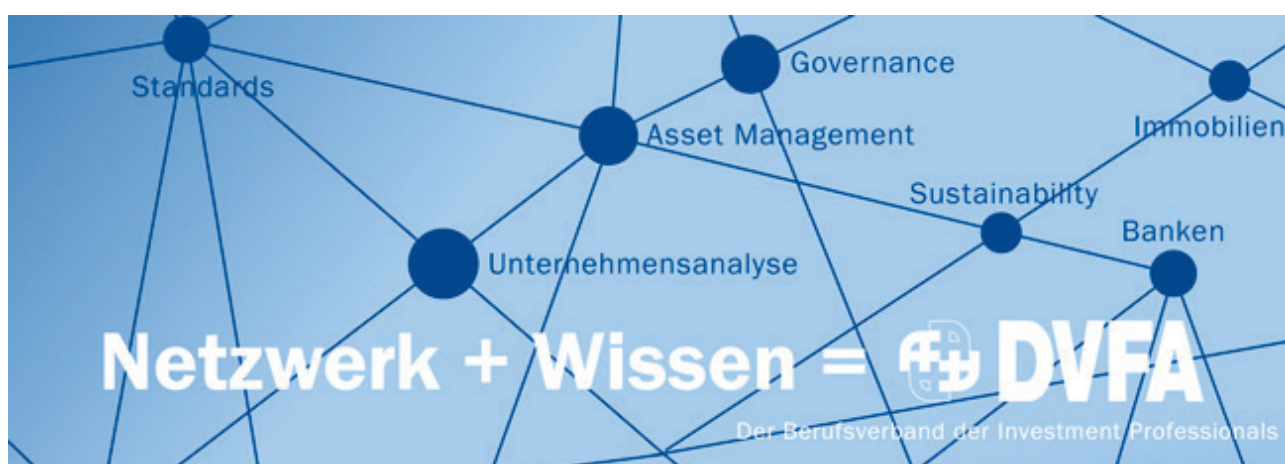 Governance
Standards
Asset Management
Immobilien
Sustainability
Banken
Unternehmensanalyse
Netzwerk + Wissen = DVFA
Der Berufsverband der Investment Professionals